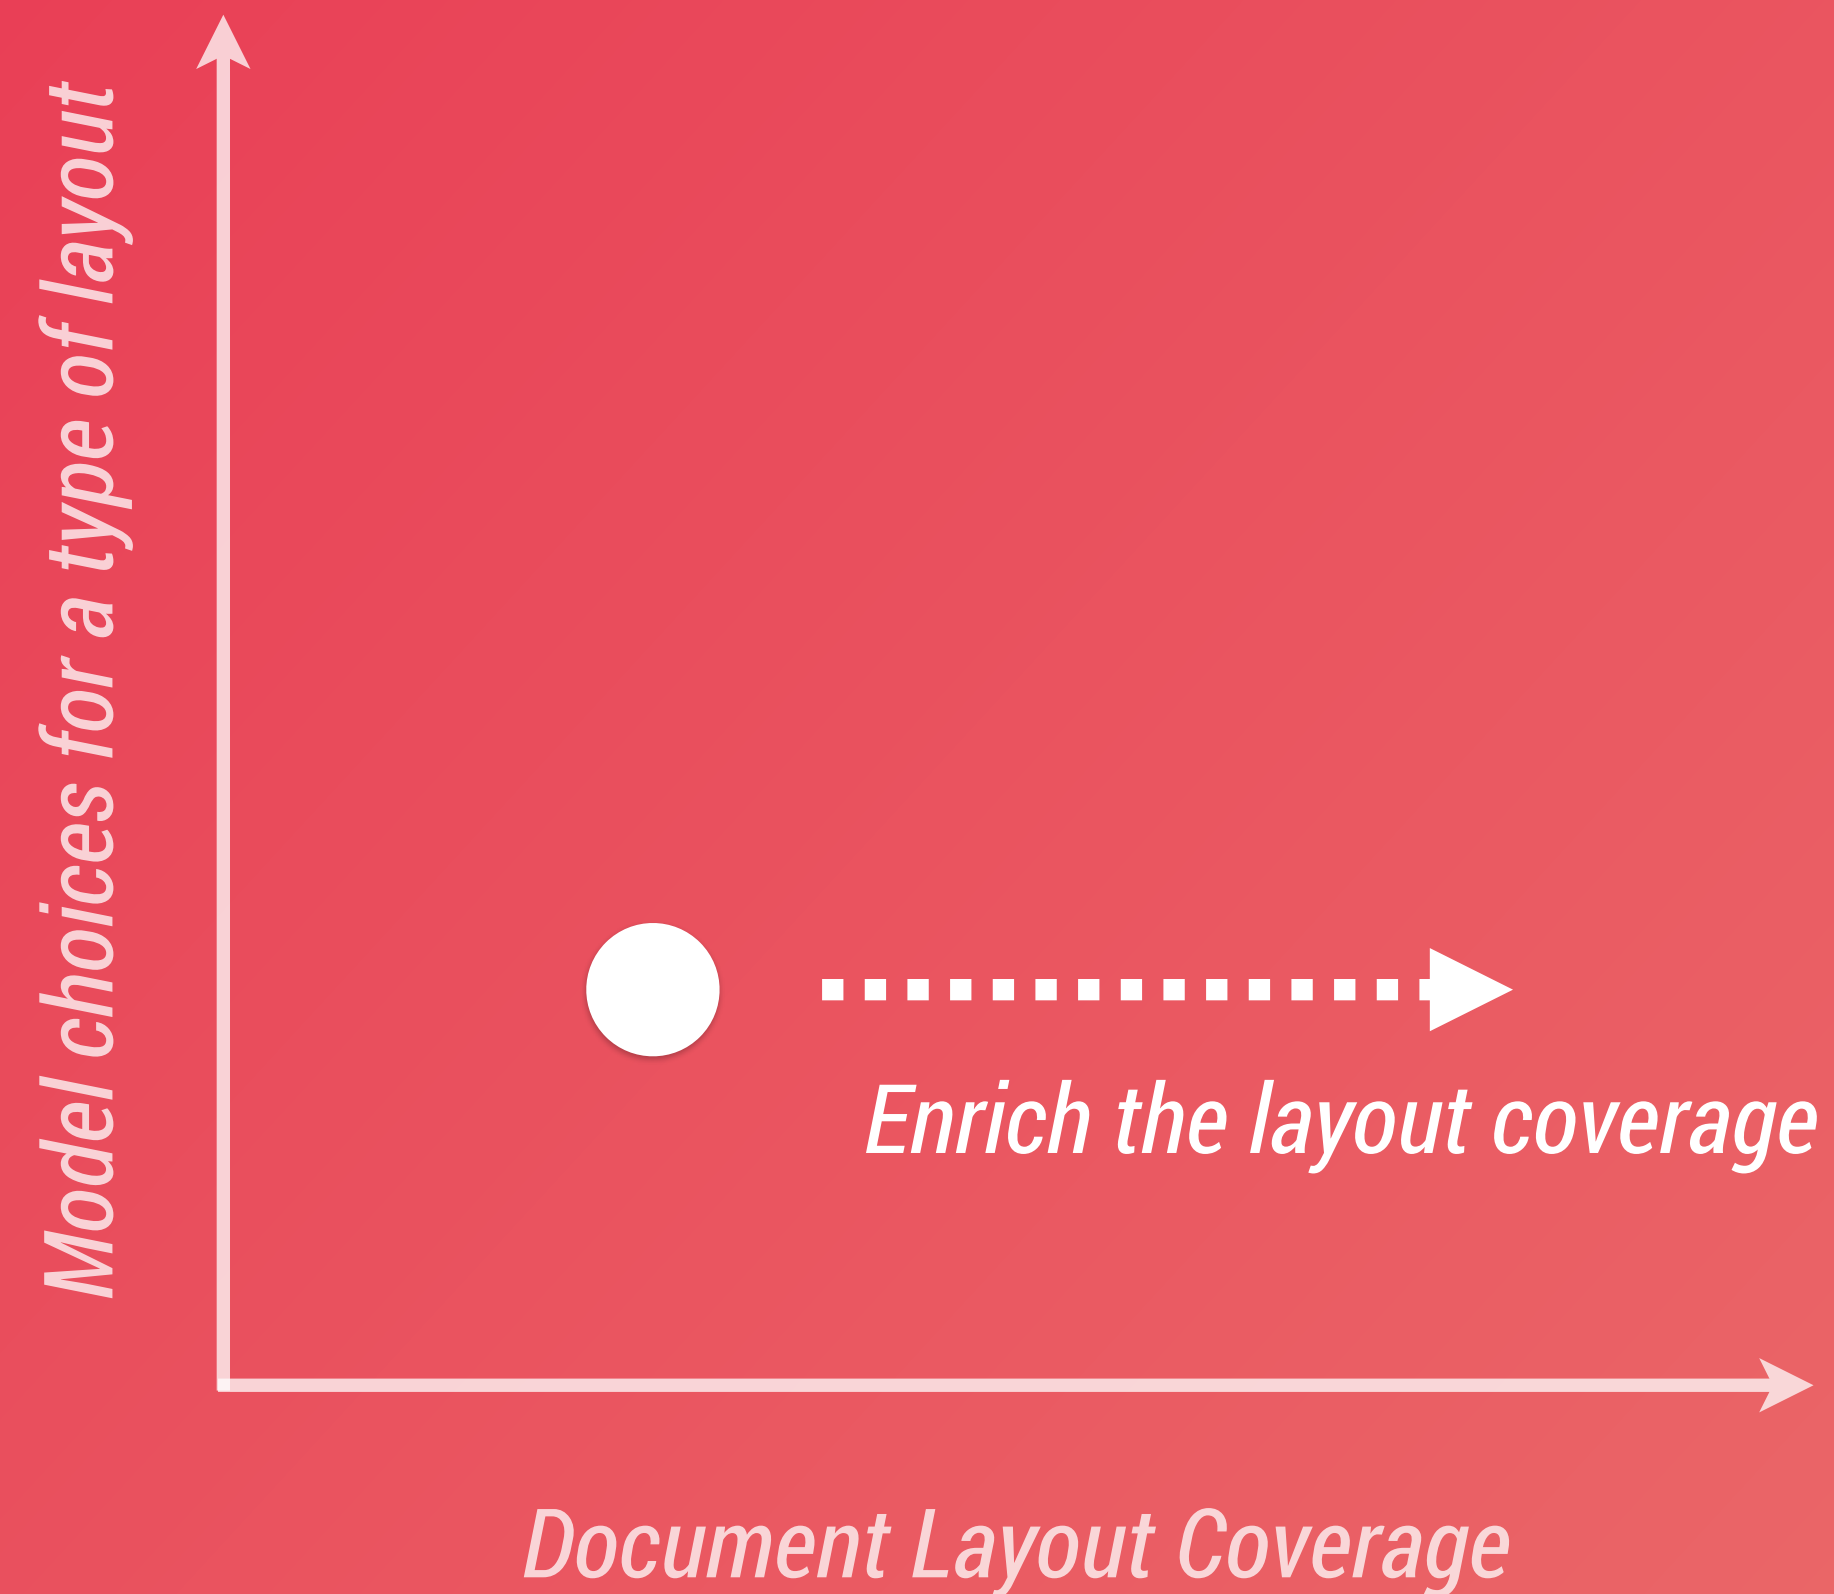 Model choices for a type of layout
Enrich the layout coverage
Document Layout Coverage